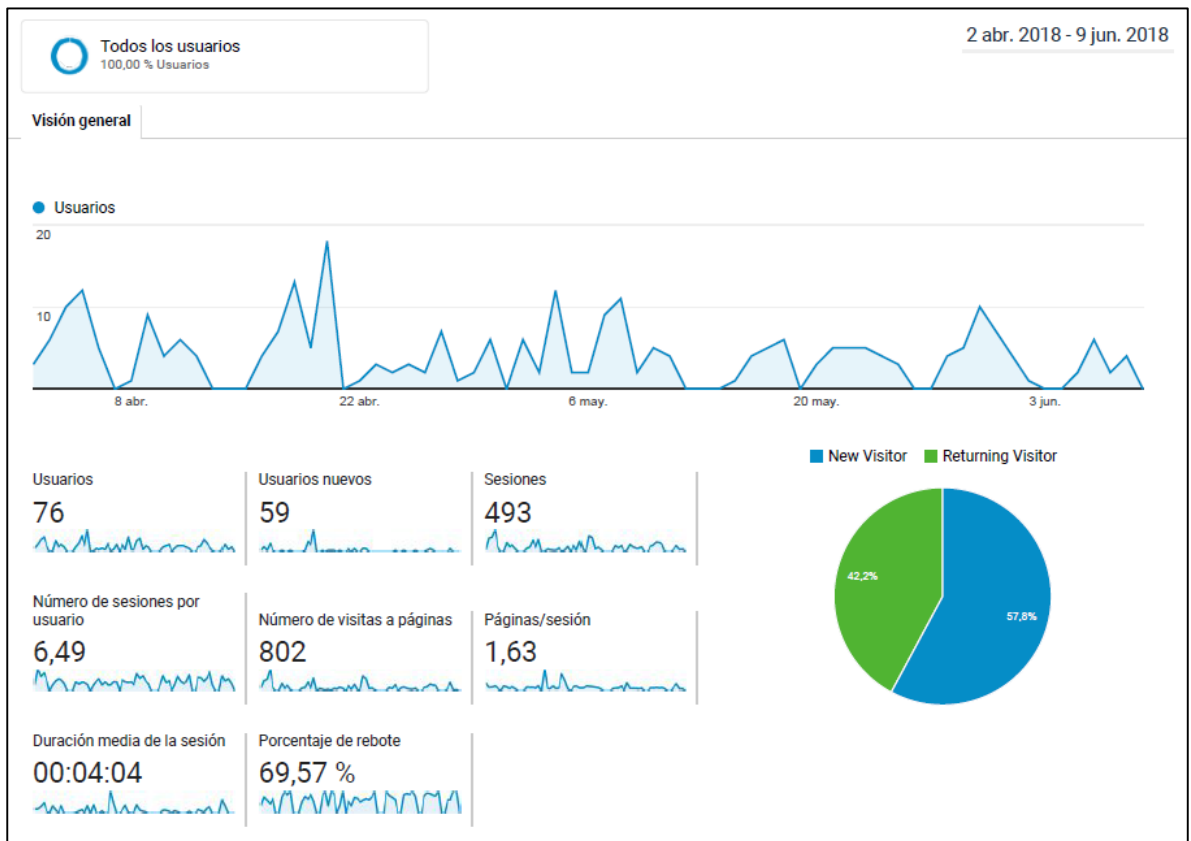 Todos los usuarios
100,00 % Usuarios
2 abr. 2018 - 9 jun. 2018
Visión general
Usuarios
20
10
8 abr.
22 abr.
6 may.
20 may.
3 jun.
New Visitor
Returning Visitor
Usuarios
76
Usuarios nuevos
59
Sesiones
493
Número de sesiones por
usuario
6,49
Número de visitas a páginas
802
Páginas/sesión
1,63
Duración media de la sesión
00:04:04
Porcentaje de rebote
69,57 %
42,2%
57,8%